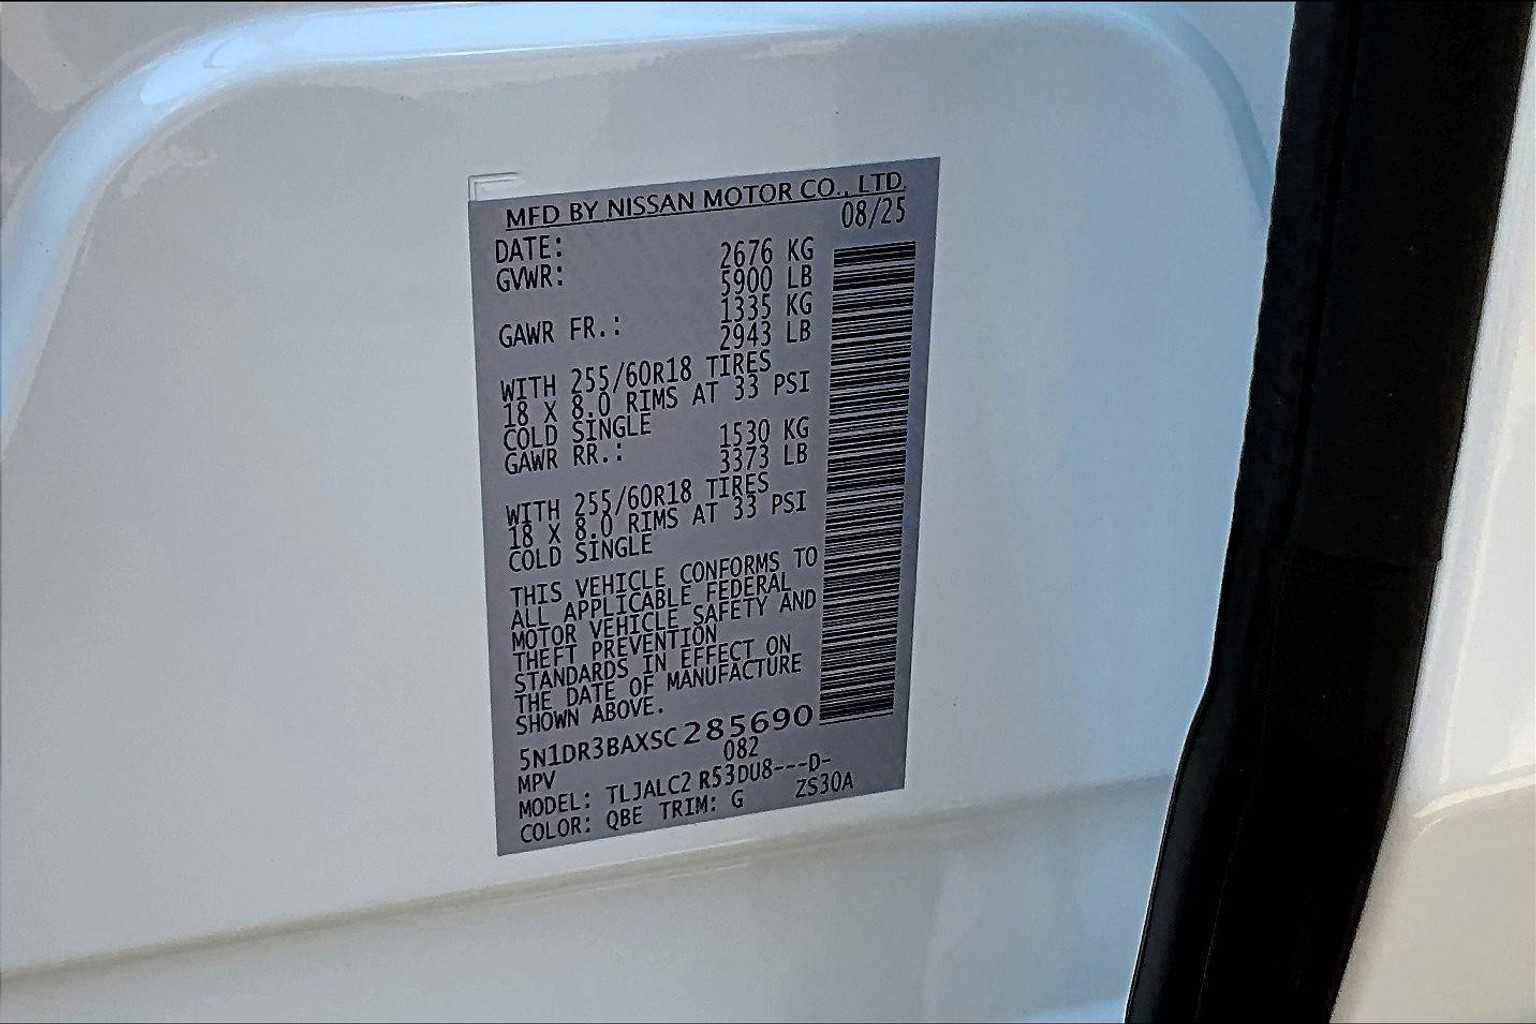 MFD BY NISSAN MOTOR CO., LTD.
DATE: 08/25
GVWR: 2676 KG
5900 LB
GAWR FR.: 1335 KG
2943 LB
WITH 255/60R18 TIRES
18 X 8.0 RIMS AT 33 PSI
COLD SINGLE
GAWR RR.: 1530 KG
3373 LB
WITH 255/60R18 TIRES
18 X 8.0 RIMS AT 33 PSI
COLD SINGLE
THIS VEHICLE CONFORMS TO
ALL APPLICABLE FEDERAL
MOTOR VEHICLE SAFETY AND
THEFT PREVENTION
STANDARDS IN EFFECT ON
THE DATE OF MANUFACTURE
SHOWN ABOVE.
5N1DR3BAXSC285690
MPV 082
MODEL: TLJALC2 R53DU8---D-
COLOR: QBE TRIM: G ZS30A